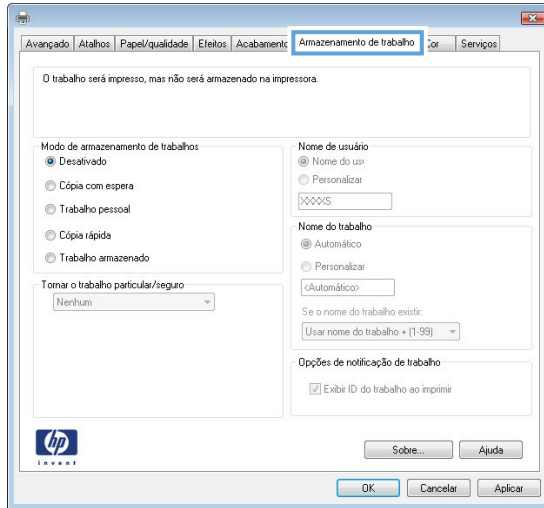 Avançado Atalhos Papel/qualidade Efeitos Acabamento Armazenamento de trabalho Cor Serviços
O trabalho será impresso, mas não será armazenado na impressora.
Modo de armazenamento de trabalhos
Desativado
Cópia com espera
Trabalho pessoal
Cópia rápida
Trabalho armazenado
Tornar o trabalho particular/seguro
Nenhum
Nome de usuário
Nome do usu
Personalizar
Nome do trabalho
Automático
Personalizar
<Automático>
Se o nome do trabalho existir:
Usar nome do trabalho + (1-99)
Opções de notificação de trabalho
Exibir ID do trabalho ao imprimir
hp
invent
Sobre... Ajuda
OK Cancelar Aplicar